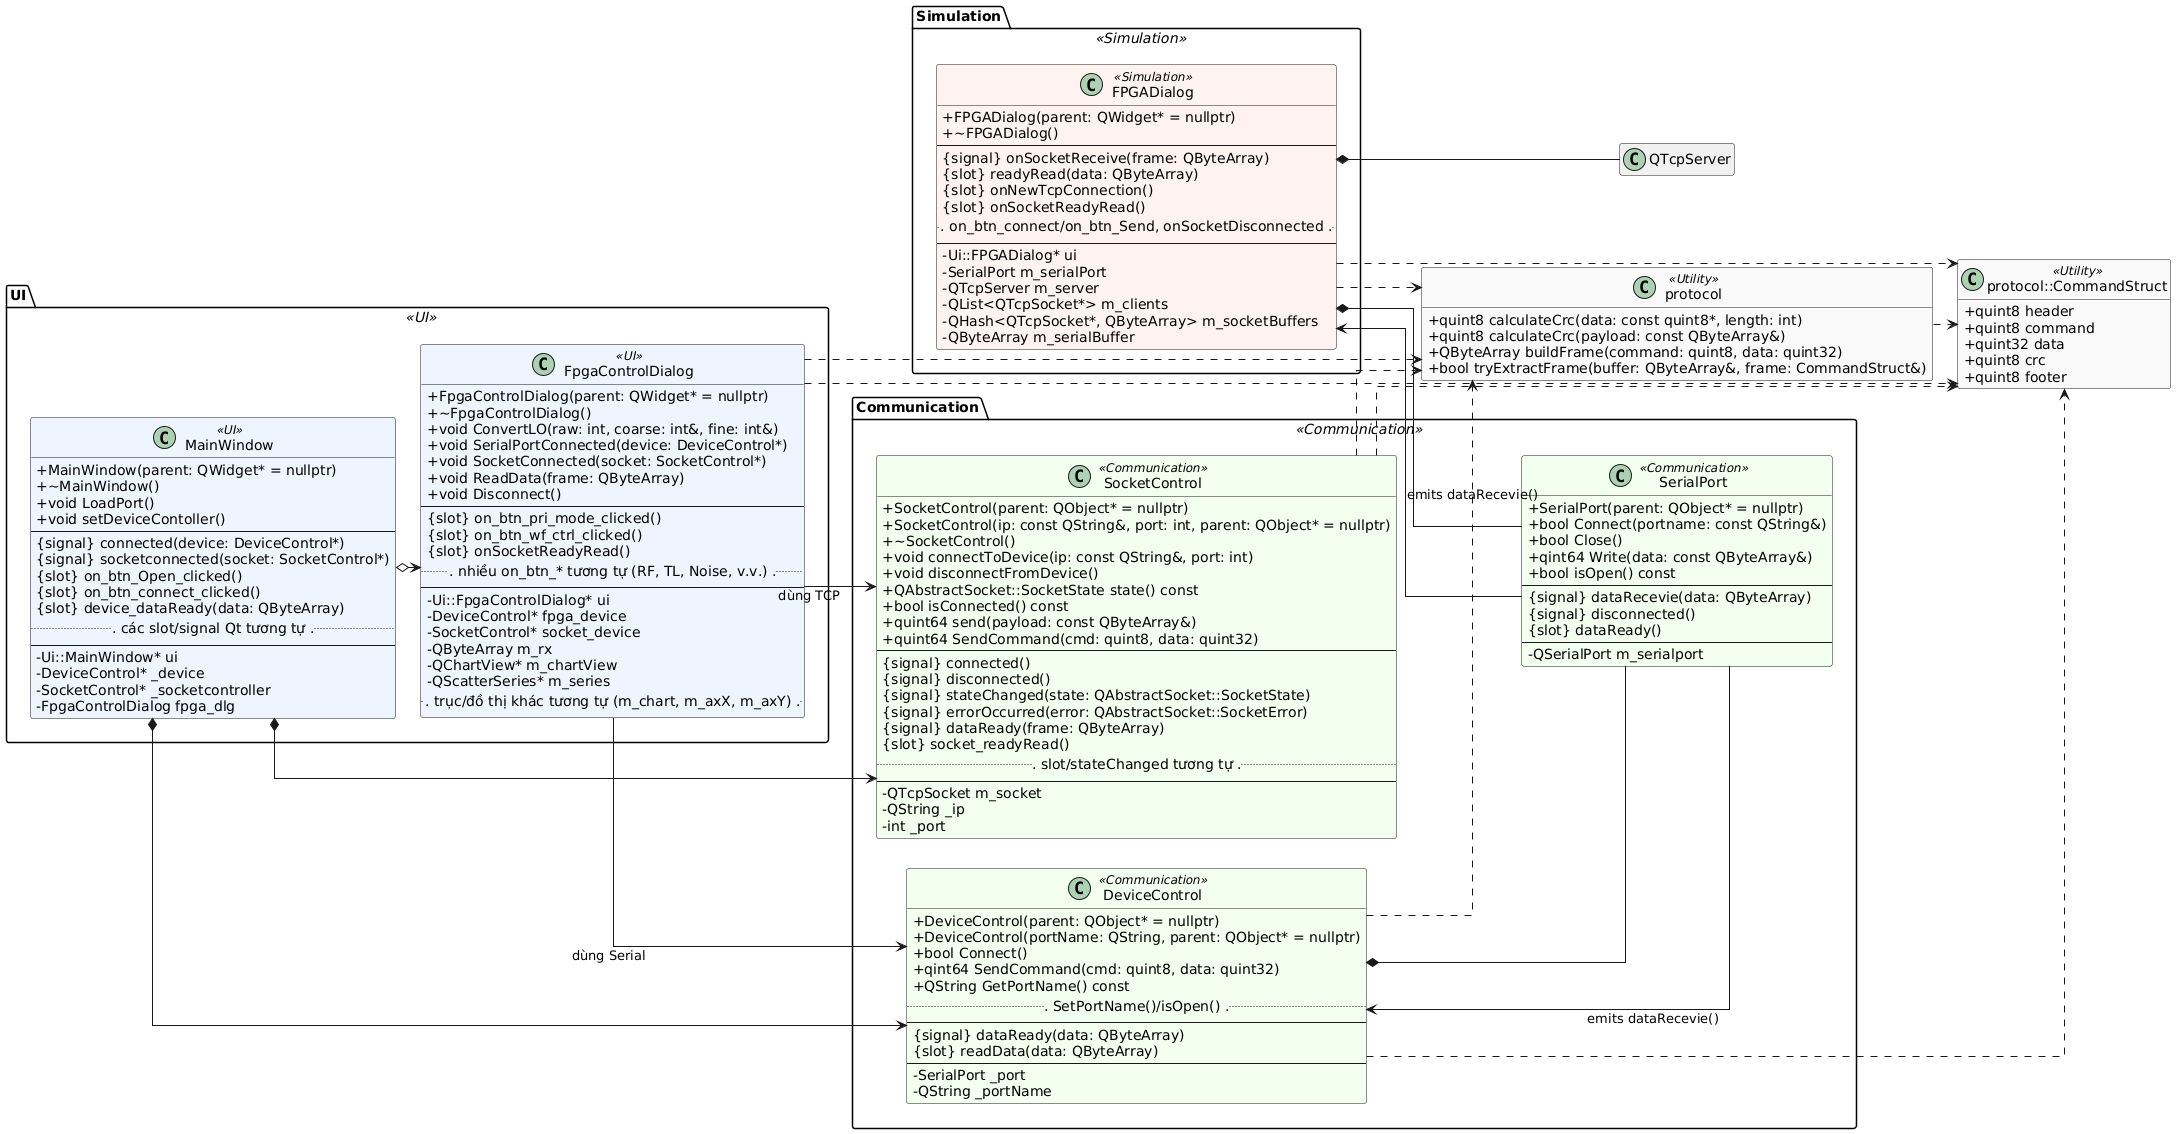 Simulation
«Simulation»
C
«Simulation»
FPGADialog
+FPGADialog(parent: QWidget* = nullptr)
+~FPGADialog()
{signal} onSocketReceive(frame: QByteArray)
{slot} readyRead(data: QByteArray)
{slot} onNewTcpConnection()
{slot} onSocketReadyRead()
. on_btn_connect/on_btn_Send, onSocketDisconnected .
-Ui::FPGADialog* ui
-SerialPort m_serialPort
-QTcpServer m_server
-QList<QTcpSocket*> m_clients
-QHash<QTcpSocket*, QByteArray> m_socketBuffers
-QByteArray m_serialBuffer
C
QTcpServer
C
«Utility»
protocol
+quint8 calculateCrc(data: const quint8*, length: int)
+quint8 calculateCrc(payload: const QByteArray&)
+QByteArray buildFrame(command: quint8, data: quint32)
+bool tryExtractFrame(buffer: QByteArray&, frame: CommandStruct&)
C
«Utility»
protocol::CommandStruct
+quint8 header
+quint8 command
+quint32 data
+quint8 crc
+quint8 footer
UI
«UI»
C
«UI»
MainWindow
+MainWindow(parent: QWidget* = nullptr)
+~MainWindow()
+void LoadPort()
+void setDeviceContoller()
{signal} connected(device: DeviceControl*)
{signal} socketconnected(socket: SocketControl*)
{slot} on_btn_Open_clicked()
{slot} on_btn_connect_clicked()
{slot} device_dataReady(data: QByteArray)
. các slot/signal Qt tương tự .
-Ui::MainWindow* ui
-DeviceControl* _device
-SocketControl* _socketcontroller
-FpgaControlDialog fpga_dlg
C
«UI»
FpgaControlDialog
+FpgaControlDialog(parent: QWidget* = nullptr)
+~FpgaControlDialog()
+void ConvertLO(raw: int, coarse: int&, fine: int&)
+void SerialPortConnected(device: DeviceControl*)
+void SocketConnected(socket: SocketControl*)
+void ReadData(frame: QByteArray)
+void Disconnect()
{slot} on_btn_pri_mode_clicked()
{slot} on_btn_wf_ctrl_clicked()
{slot} onSocketReadyRead()
. nhiều on_btn_* tương tự (RF, TL, Noise, v.v.) .
-Ui::FpgaControlDialog* ui
-DeviceControl* fpga_device
-SocketControl* socket_device
-QByteArray m_rx
-QChartView* m_chartView
-QScatterSeries* m_series
. trục/đồ thị khác tương tự (m_chart, m_axX, m_axY) .
dùng TCP
dùng Serial
Communication
«Communication»
C
«Communication»
SocketControl
+SocketControl(parent: QObject* = nullptr)
+SocketControl(ip: const QString&, port: int, parent: QObject* = nullptr)
+~SocketControl()
+void connectToDevice(ip: const QString&, port: int)
+void disconnectFromDevice()
+QAbstractSocket::SocketState state() const
+bool isConnected() const
+quint64 send(payload: const QByteArray&)
+quint64 SendCommand(cmd: quint8, data: quint32)
{signal} connected()
{signal} disconnected()
{signal} stateChanged(state: QAbstractSocket::SocketState)
{signal} errorOccurred(error: QAbstractSocket::SocketError)
{signal} dataReady(frame: QByteArray)
{slot} socket_readyRead()
. slot/stateChanged tương tự .
-QTcpSocket m_socket
-QString _ip
-int _port
emits dataRecevie()
C
«Communication»
SerialPort
+SerialPort(parent: QObject* = nullptr)
+bool Connect(portname: const QString&)
+bool Close()
+qint64 Write(data: const QByteArray&)
+bool isOpen() const
{signal} dataRecevie(data: QByteArray)
{signal} disconnected()
{slot} dataReady()
-QSerialPort m_serialport
C
«Communication»
DeviceControl
+DeviceControl(parent: QObject* = nullptr)
+DeviceControl(portName: QString, parent: QObject* = nullptr)
+bool Connect()
+qint64 SendCommand(cmd: quint8, data: quint32)
+QString GetPortName() const
. SetPortName()/isOpen() .
{signal} dataReady(data: QByteArray)
{slot} readData(data: QByteArray)
-SerialPort _port
-QString _portName
emits dataRecevie()